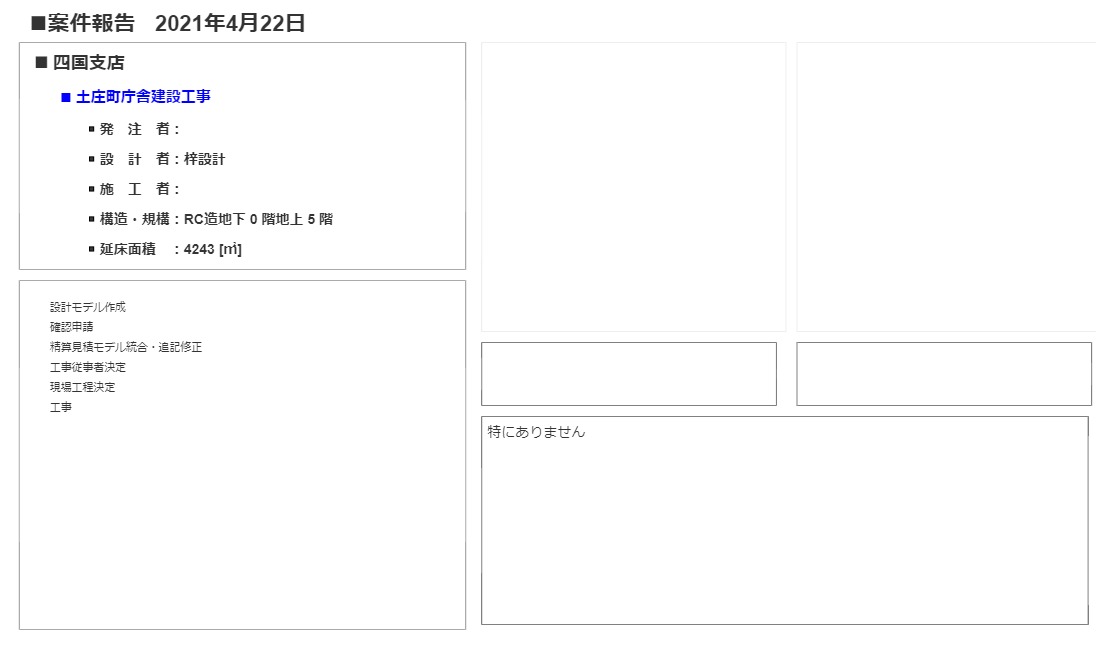 ■案件報告　2021年4月22日
■ 四国支店
■ 土庄町庁舎建設工事
▪ 発　注　者：
▪ 設　計　者：梓設計
▪ 施　工　者：
▪ 構造・規構：RC造地下 0 階地上 5 階
▪ 延床面積　：4243 [㎡]
設計モデル作成
確認申請
精算見積モデル統合・追記修正
工事従事者決定
現場工程決定
工事
特にありません